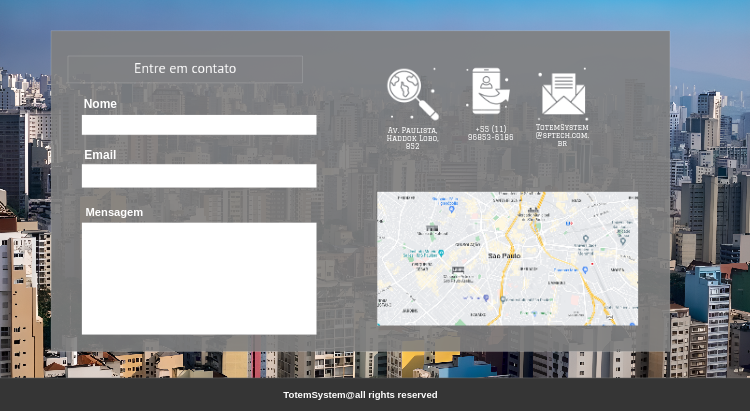 Entre em contato
Nome
Email
Mensagem
Av. Paulista,
Haddok Lobo,
852
+55 (11)
96853-6186
TotemSystem
@sptech.com.
br
São Paulo
TotemSystem@all rights reserved